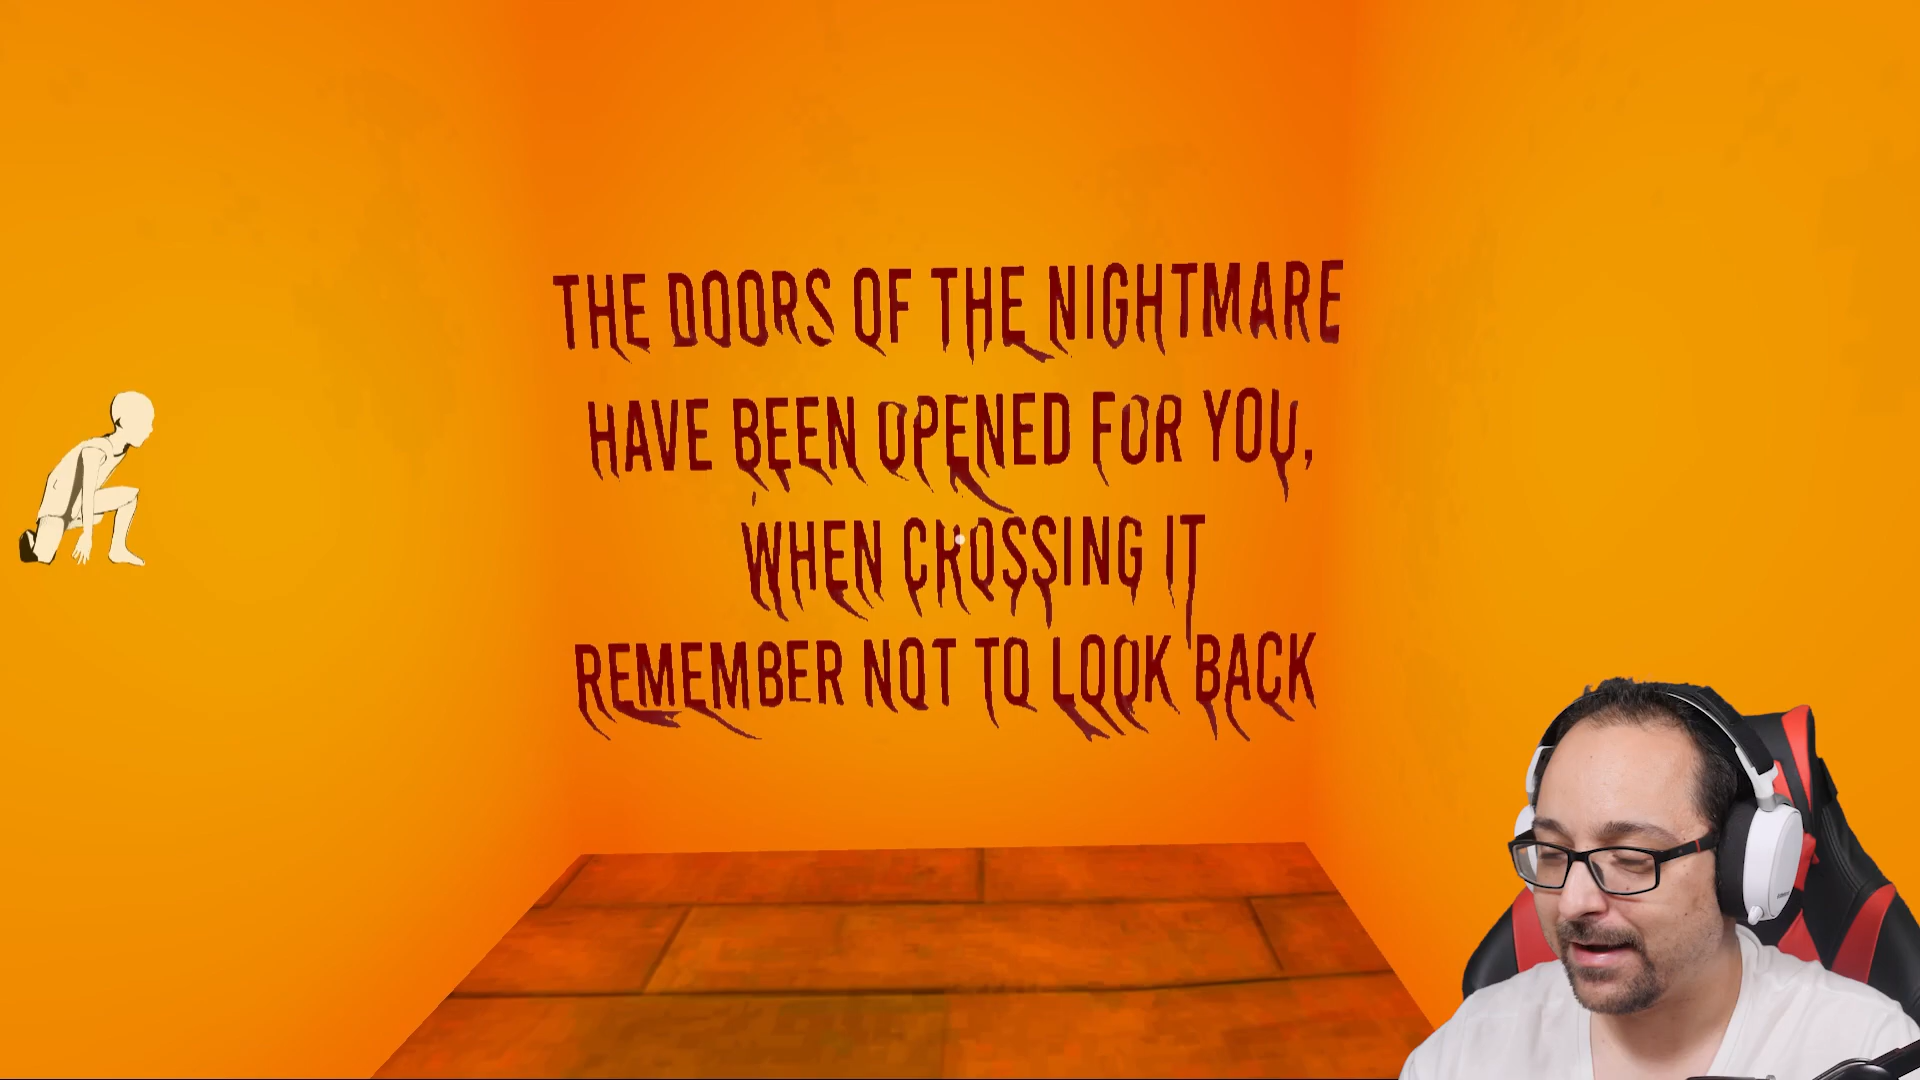 THE DOORS OF THE NIGHTMARE
HAVE BEEN OPENED FOR YOU,
WHEN CROSSING IT
REMEMBER NOT TO LOOK BACK